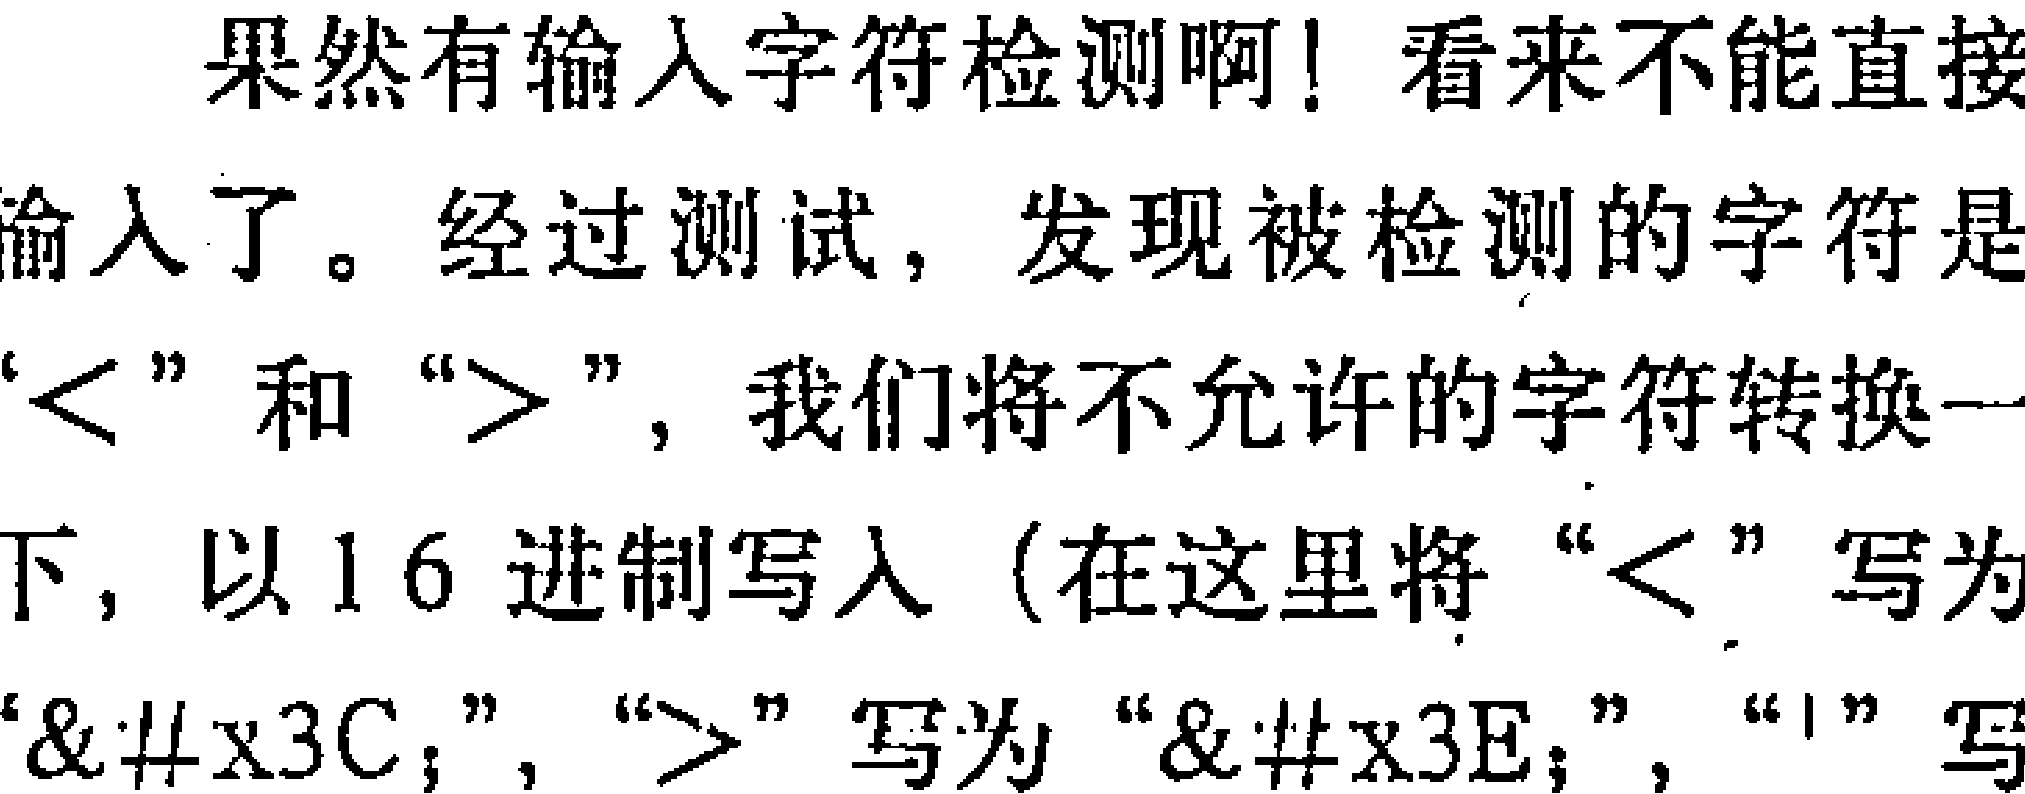 果然有输入字符检测啊！看来不能直接
输入了。经过测试，发现被检测的字符是
“<”和“>”，我们将不允许的字符转换一
下，以16进制写入（在这里将“<”写为
“&#x3C;”，“>”写为“&#x3E;”，“'”写